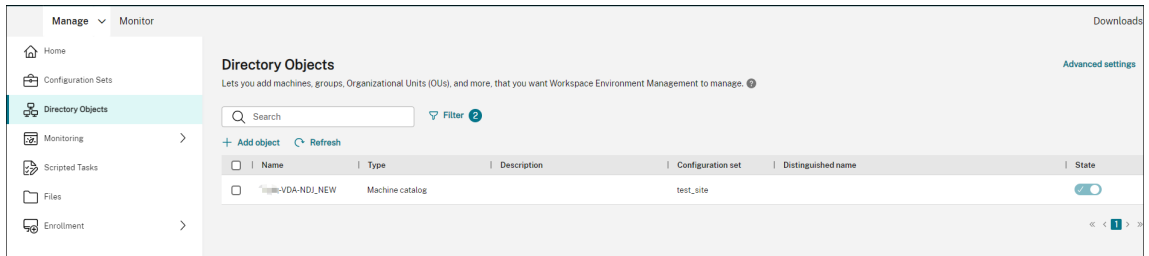 Manage Monitor Downloads
Home
Configuration Sets
Directory Objects
Monitoring
Scripted Tasks
Files
Enrollment
Directory Objects
Advanced settings
Lets you add machines, groups, Organizational Units (OUs), and more, that you want Workspace Environment Management to manage. ?
Search Filter 2
+ Add object Refresh
Name Type Description Configuration set Distinguished name State
-VDA-NDJ_NEW Machine catalog test_site
« < 1 > »